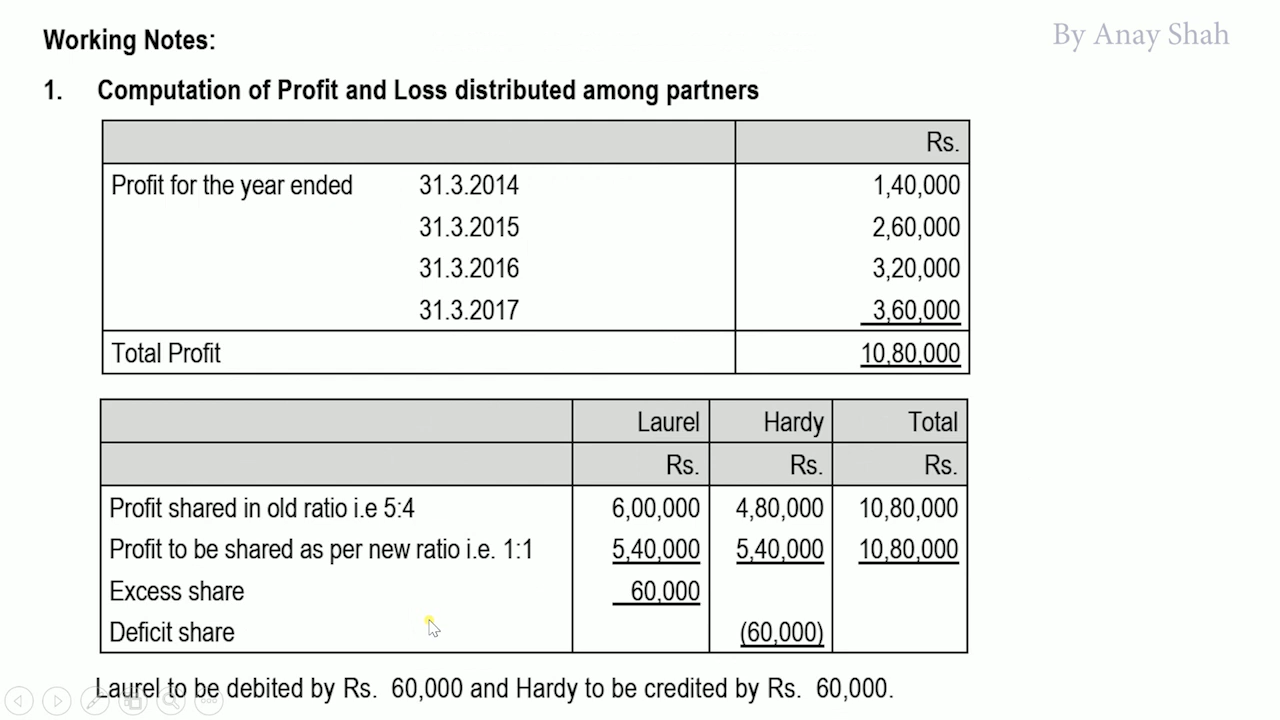 By Anay Shah
Working Notes:
1. Computation of Profit and Loss distributed among partners
Rs.
Profit for the year ended 31.3.2014 1,40,000
31.3.2015 2,60,000
31.3.2016 3,20,000
31.3.2017 3,60,000
Total Profit 10,80,000
Laurel Hardy Total
Rs. Rs. Rs.
Profit shared in old ratio i.e 5:4 6,00,000 4,80,000 10,80,000
Profit to be shared as per new ratio i.e. 1:1 5,40,000 5,40,000 10,80,000
Excess share 60,000
Deficit share (60,000)
Laurel to be debited by Rs. 60,000 and Hardy to be credited by Rs. 60,000.